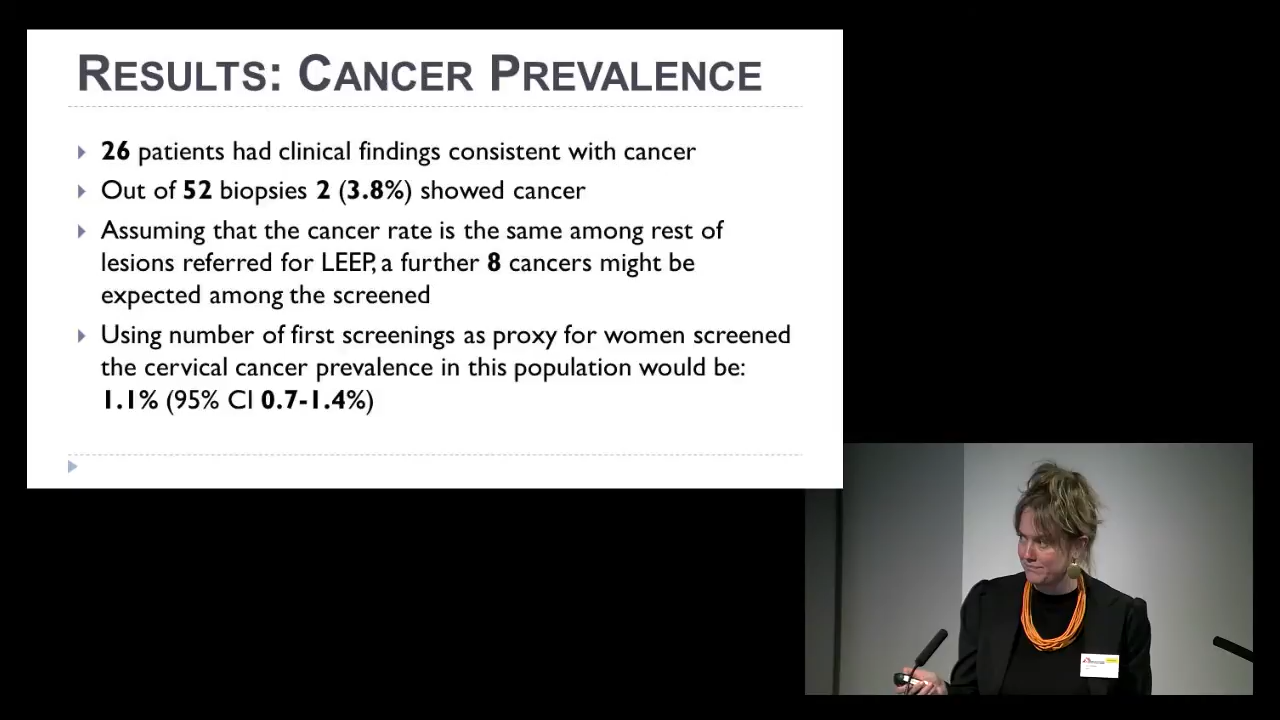 RESULTS: CANCER PREVALENCE
26 patients had clinical findings consistent with cancer
Out of 52 biopsies 2 (3.8%) showed cancer
Assuming that the cancer rate is the same among rest of
lesions referred for LEEP, a further 8 cancers might be
expected among the screened
Using number of first screenings as proxy for women screened
the cervical cancer prevalence in this population would be:
1.1% (95% CI 0.7-1.4%)